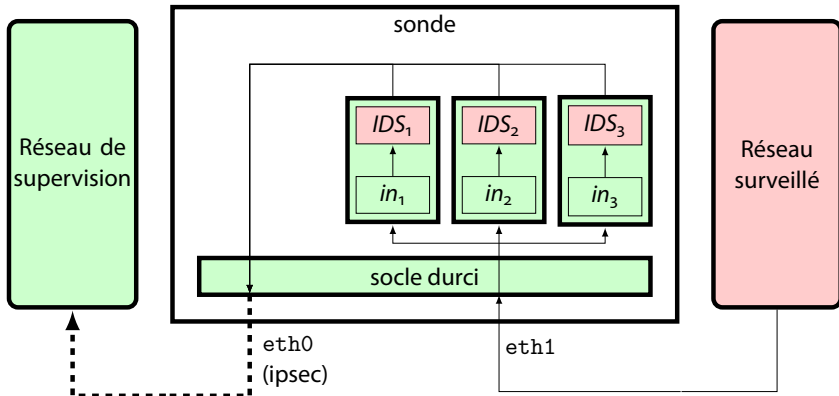 sonde
Réseau de
supervision
IDS₁
IDS₂
IDS₃
in₁
in₂
in₃
Réseau
surveillé
socle durci
eth0
(ipsec)
eth1